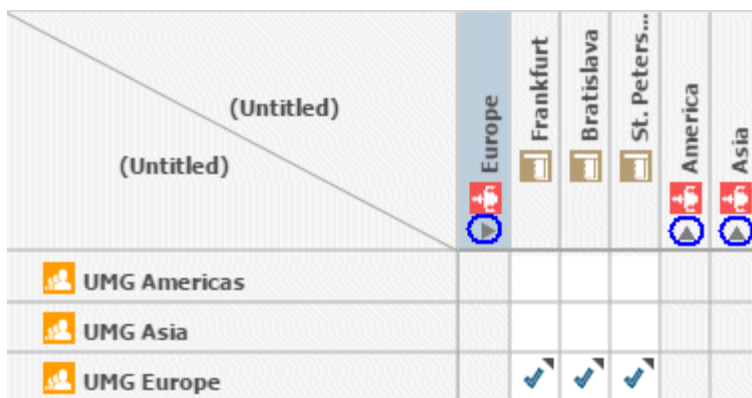 (Untitled)
(Untitled)
Europe
Frankfurt
Bratislava
St. Peters...
America
Asia
UMG Americas
UMG Asia
UMG Europe